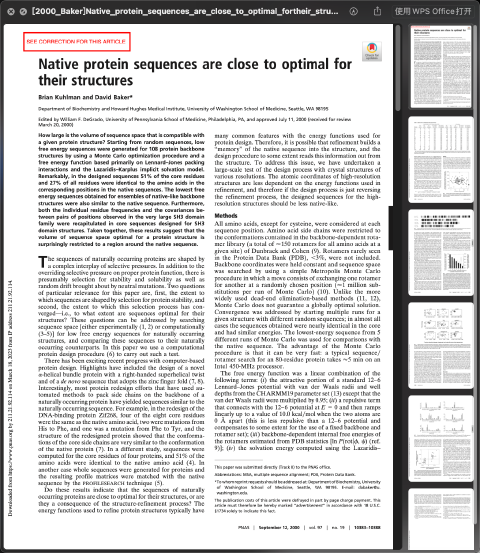 [2000_Baker]Native_protein_sequences_are_close_to_optimal_fortheir_stru...
使用 WPS Office 打开
SEE CORRECTION FOR THIS ARTICLE
Native protein sequences are close to optimal for
their structures
Brian Kuhlman and David Baker*
Department of Biochemistry and Howard Hughes Medical Institute, University of Washington School of Medicine, Seattle, WA 98195
Edited by William F. DeGrado, University of Pennsylvania School of Medicine, Philadelphia, PA, and approved July 11, 2000 (received for review
March 20, 2000)
How large is the volume of sequence space that is compatible with
a given protein structure? Starting from random sequences, low
free energy sequences were generated for 108 protein backbone
structures by using a Monte Carlo optimization procedure and a
free energy function based primarily on Lennard–Jones packing
interactions and the Lazaridis–Karplus implicit solvation model.
Remarkably, in the designed sequences 51% of the core residues
and 27% of all residues were identical to the amino acids in the
corresponding positions in the native sequences. The lowest free
energy sequences obtained for ensembles of native-like backbone
structures were also similar to the native sequence. Furthermore,
both the individual residue frequencies and the covariances be-
tween pairs of positions observed in the very large SH3 domain
family were recapitulated in core sequences designed for SH3
domain structures. Taken together, these results suggest that the
volume of sequence space optimal for a protein structure is
surprisingly restricted to a region around the native sequence.
The sequences of naturally occurring proteins are shaped by
a complex interplay of selective pressures. In addition to the
overriding selective pressure on proper protein function, there is
presumably selection for stability and solubility as well as
random drift brought about by neutral mutations. Two questions
of particular relevance for this paper are, first, the extent to
which sequences are shaped by selection for protein stability, and
second, the extent to which this selection process has con-
verged—i.e., to what extent are sequences optimal for their
structures? These questions can be addressed by searching
sequence space [either experimentally (1, 2) or computationally
(3–5)] for low free energy sequences for naturally occurring
structures, and comparing these sequences to their naturally
occurring counterparts. In this paper we use a computational
protein design procedure (6) to carry out such a test.
There has been exciting recent progress with computer-based
protein design. Highlights have included the design of a novel
α-helical bundle protein with a right-handed superhelical twist
and of a de novo sequence that adopts the zinc finger fold (7, 8).
Interestingly, most protein redesign efforts that have used au-
tomated methods to pack side chains on the backbone of a
naturally occurring protein have yielded sequences similar to the
naturally occurring sequence. For example, in the redesign of the
DNA-binding protein Zif268, four of the eight core residues
were the same as the native amino acid, two were mutations from
His to Phe, and one was a mutation from Phe to Tyr, and the
structure of the redesigned protein showed that the conforma-
tions of the core side chains are very similar to the conformation
of the native protein (7). In a different study, sequences were
computed for the core residues of four proteins, and 51% of the
amino acids were identical to the native amino acid (4). In
another case whole sequences were generated for proteins and
the resulting profile matrices were matched with the native
sequence by the PROFILESEARCH technique (5).
Do these results indicate that the sequences of naturally
occurring proteins are close to optimal for their structures, or are
they a consequence of the structure-refinement process? The
energy functions used to refine protein structures typically have
many common features with the energy functions used for
protein design. Therefore, it is possible that refinement builds a
"memory" of the native sequence into the structure, and the
design procedure to some extent reads this information out from
the structure. To address this issue, we have undertaken a
large-scale test of the design process with crystal structures of
various resolutions. The atomic coordinates of high-resolution
structures are less dependent on the energy functions used in
refinement, and therefore if the design process is just reversing
the refinement process, the designed sequences for the high-
resolution structures should be less native-like.
Methods
All amino acids, except for cysteine, were considered at each
sequence position. Amino acid side chains were restricted to
the conformations contained in the backbone-dependent rota-
mer library (a total of ≈150 rotamers for all amino acids at a
given site) of Dunbrack and Cohen (9). Rotamers rarely seen
in the Protein Data Bank (PDB), <3%, were not included.
Backbone coordinates were held constant and sequence space
was searched by using a simple Metropolis Monte Carlo
procedure in which a move consists of exchanging one rotamer
for another at a randomly chosen position (≈1 million sub-
stitutions per run of Monte Carlo) (10). Unlike the more
widely used dead-end elimination-based methods (11, 12),
Monte Carlo does not guarantee a globally optimal solution.
Convergence was addressed by starting multiple runs for a
given structure with different random sequences; in almost all
cases the sequences obtained were nearly identical in the core
and had similar energies. The lowest-energy sequence from 5
different runs of Monte Carlo was used for comparisons with
the native sequence. The advantage of the Monte Carlo
procedure is that it can be very fast: a typical sequence/
rotamer search for an 80-residue protein takes ≈5 min on an
Intel 450-MHz processor.
The free energy function was a linear combination of the
following terms: (i) the attractive portion of a standard 12–6
Lennard-Jones potential with van der Waals radii and well
depths from the CHARMM19 parameter set (13) except that the
van der Waals radii were multiplied by 0.95; (ii) a repulsive term
that connects with the 12–6 potential at E = 0 and then ramps
linearly up to a value of 10.0 kcal/mol when the two atoms are
0 Å apart (this is less repulsive than a 12–6 potential and
compensates to some extent for the use of a fixed backbone and
rotamer set); (iii) backbone-dependent internal free energies of
the rotamers estimated from PDB statistics
(iv) the solvation energy computed using the Lazaridis–
This paper was submitted directly (Track II) to the PNAS office.
Abbreviations: MSA, multiple sequence alignment; PDB, Protein Data Bank.
*To whom reprint requests should be addressed at: Department of Biochemistry, University
of Washington School of Medicine, Seattle, WA 98195. E-mail: dabaker@u.
washington.edu.
The publication costs of this article were defrayed in part by page charge payment. This
article must therefore be hereby marked "advertisement" in accordance with 18 U.S.C.
§1734 solely to indicate this fact.
PNAS | September 12, 2000 | vol. 97 | no. 19 | 10383–10388